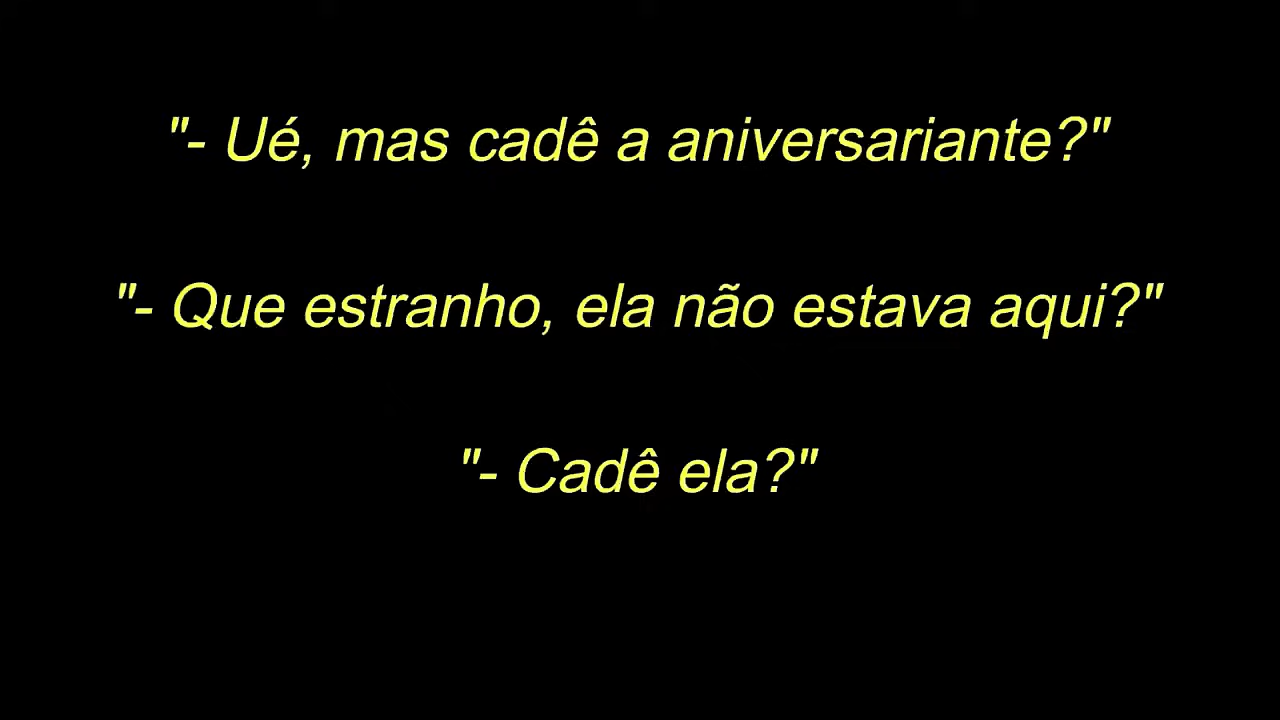 "- Ué, mas cadê a aniversariante?"
"- Que estranho, ela não estava aqui?"
"- Cadê ela?"